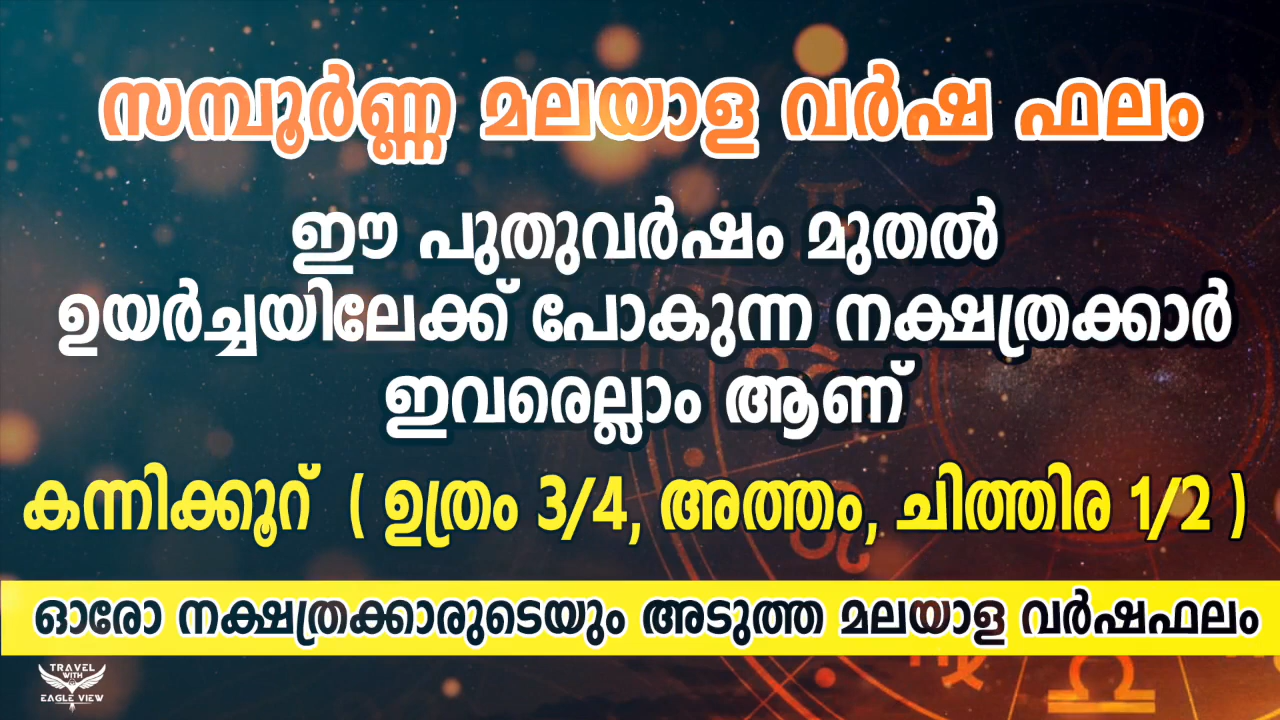 സമ്പൂർണ്ണ മലയാള വർഷ ഫലം
ഈ പുതുവർഷം മുതൽ
ഉയർച്ചയിലേക്ക് പോകുന്ന നക്ഷത്രക്കാർ
ഇവരെല്ലാം ആണ്
കന്നിക്കൂറ് ( ഉത്രം 3/4, അത്തം, ചിത്തിര 1/2 )
ഓരോ നക്ഷത്രക്കാരുടെയും അടുത്ത മലയാള വർഷഫലം
TRAVEL
WITH
EAGLE VIEW